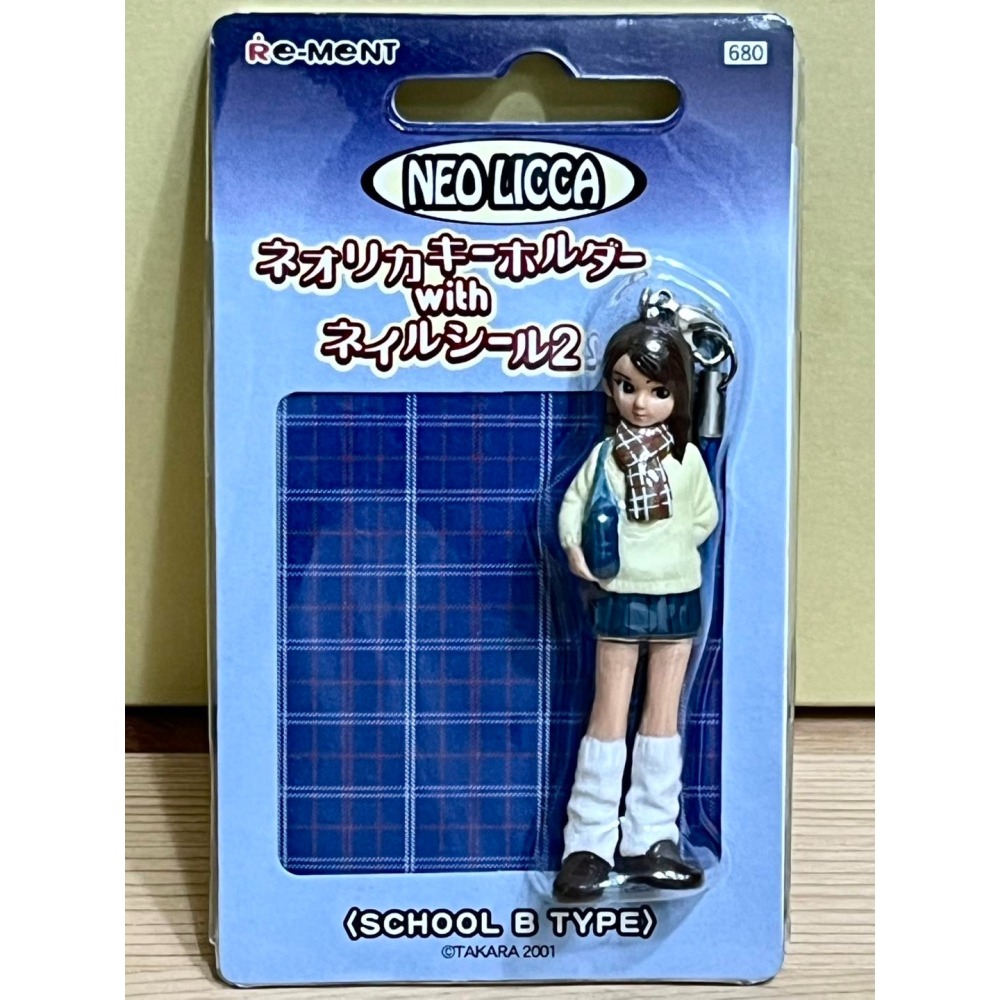 Re-MeNT
680
NEO LICCA
ネオリカキーホルダー
with
ネイルシール2
〈SCHOOL B TYPE〉
©TAKARA 2001